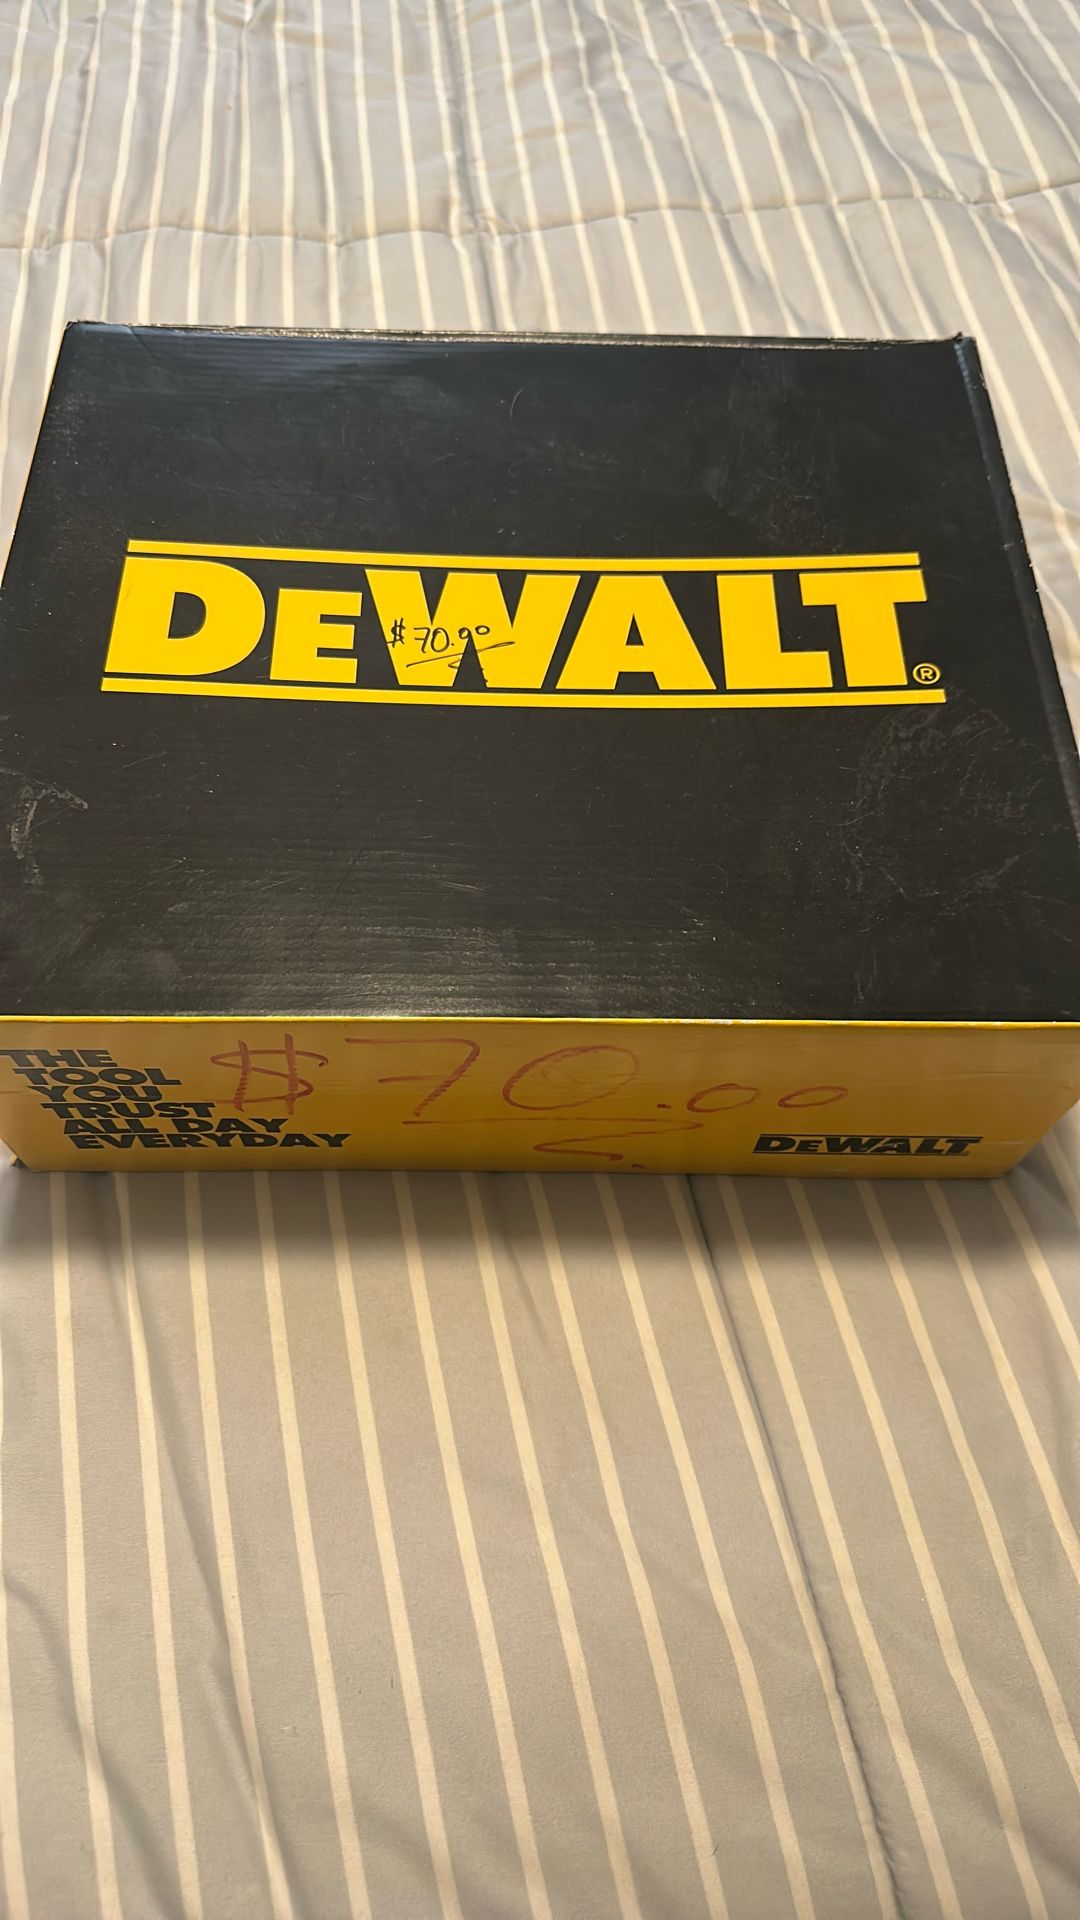 DEWALT®
$70.00
THE
TOOL
YOU
TRUST
ALL DAY
EVERYDAY
$70.00
DEWALT